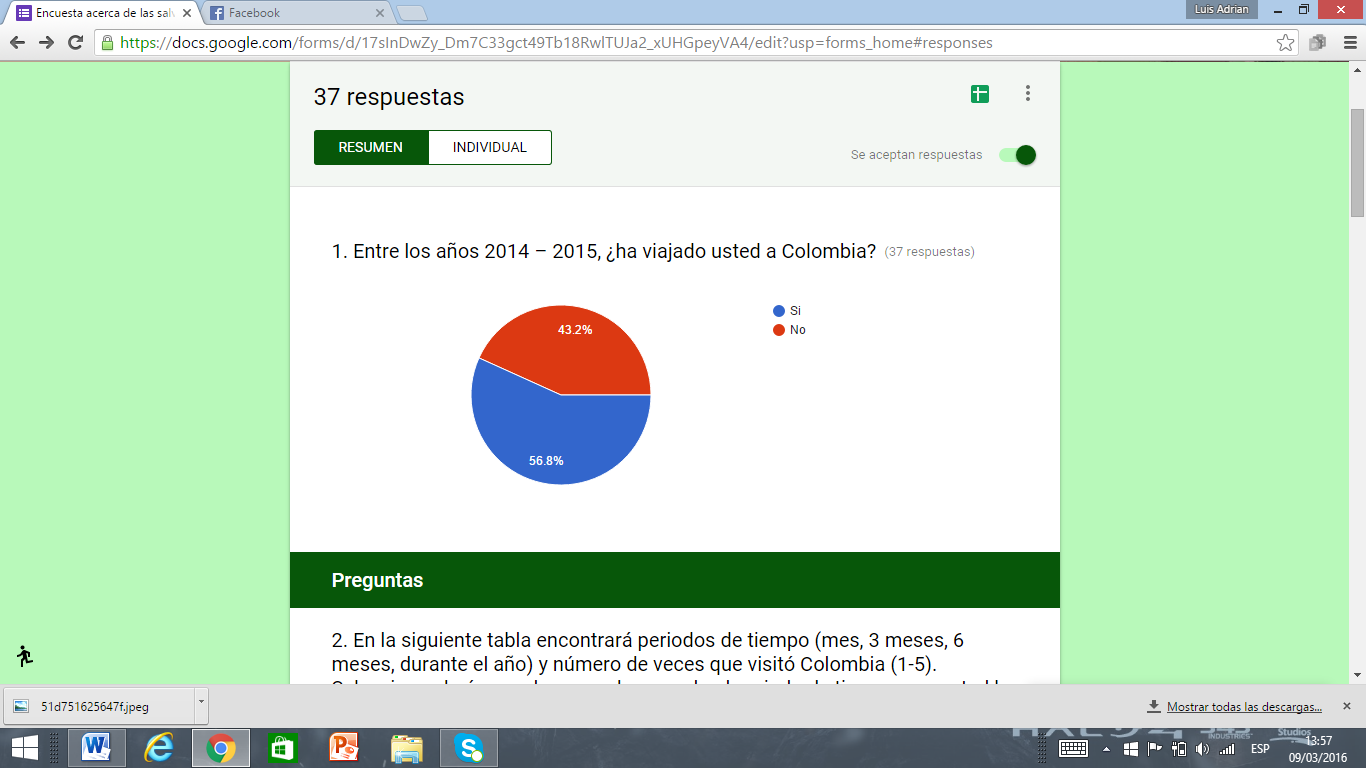 Encuesta acerca de las sal
Facebook
Luis Adrian
https://docs.google.com/forms/d/17sInDwZy_Dm7C33gct49Tb18RwlTUJa2_xUHGpeyVA4/edit?usp=forms_home#responses
37 respuestas
RESUMEN
INDIVIDUAL
Se aceptan respuestas
1. Entre los años 2014 – 2015, ¿ha viajado usted a Colombia? (37 respuestas)
Si
No
43.2%
56.8%
Preguntas
2. En la siguiente tabla encontrará periodos de tiempo (mes, 3 meses, 6
meses, durante el año) y número de veces que visitó Colombia (1-5).
51d751625647f.jpeg
Mostrar todas las descargas...
INDUSTRIES
Studios
ESP
13:57
09/03/2016